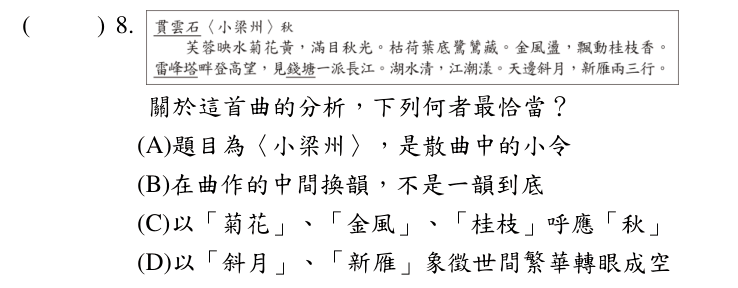 (　　) 8. 貫雲石〈小梁州〉秋
芙蓉映水菊花黃，滿目秋光。枯荷葉底鷺鷥藏。金風盪，飄動桂枝香。
雷峰塔畔登高望，見錢塘一派長江。湖水清，江潮漾。天邊斜月，新雁兩三行。
關於這首曲的分析，下列何者最恰當？
(A)題目為〈小梁州〉，是散曲中的小令
(B)在曲作的中間換韻，不是一韻到底
(C)以「菊花」、「金風」、「桂枝」呼應「秋」
(D)以「斜月」、「新雁」象徵世間繁華轉眼成空